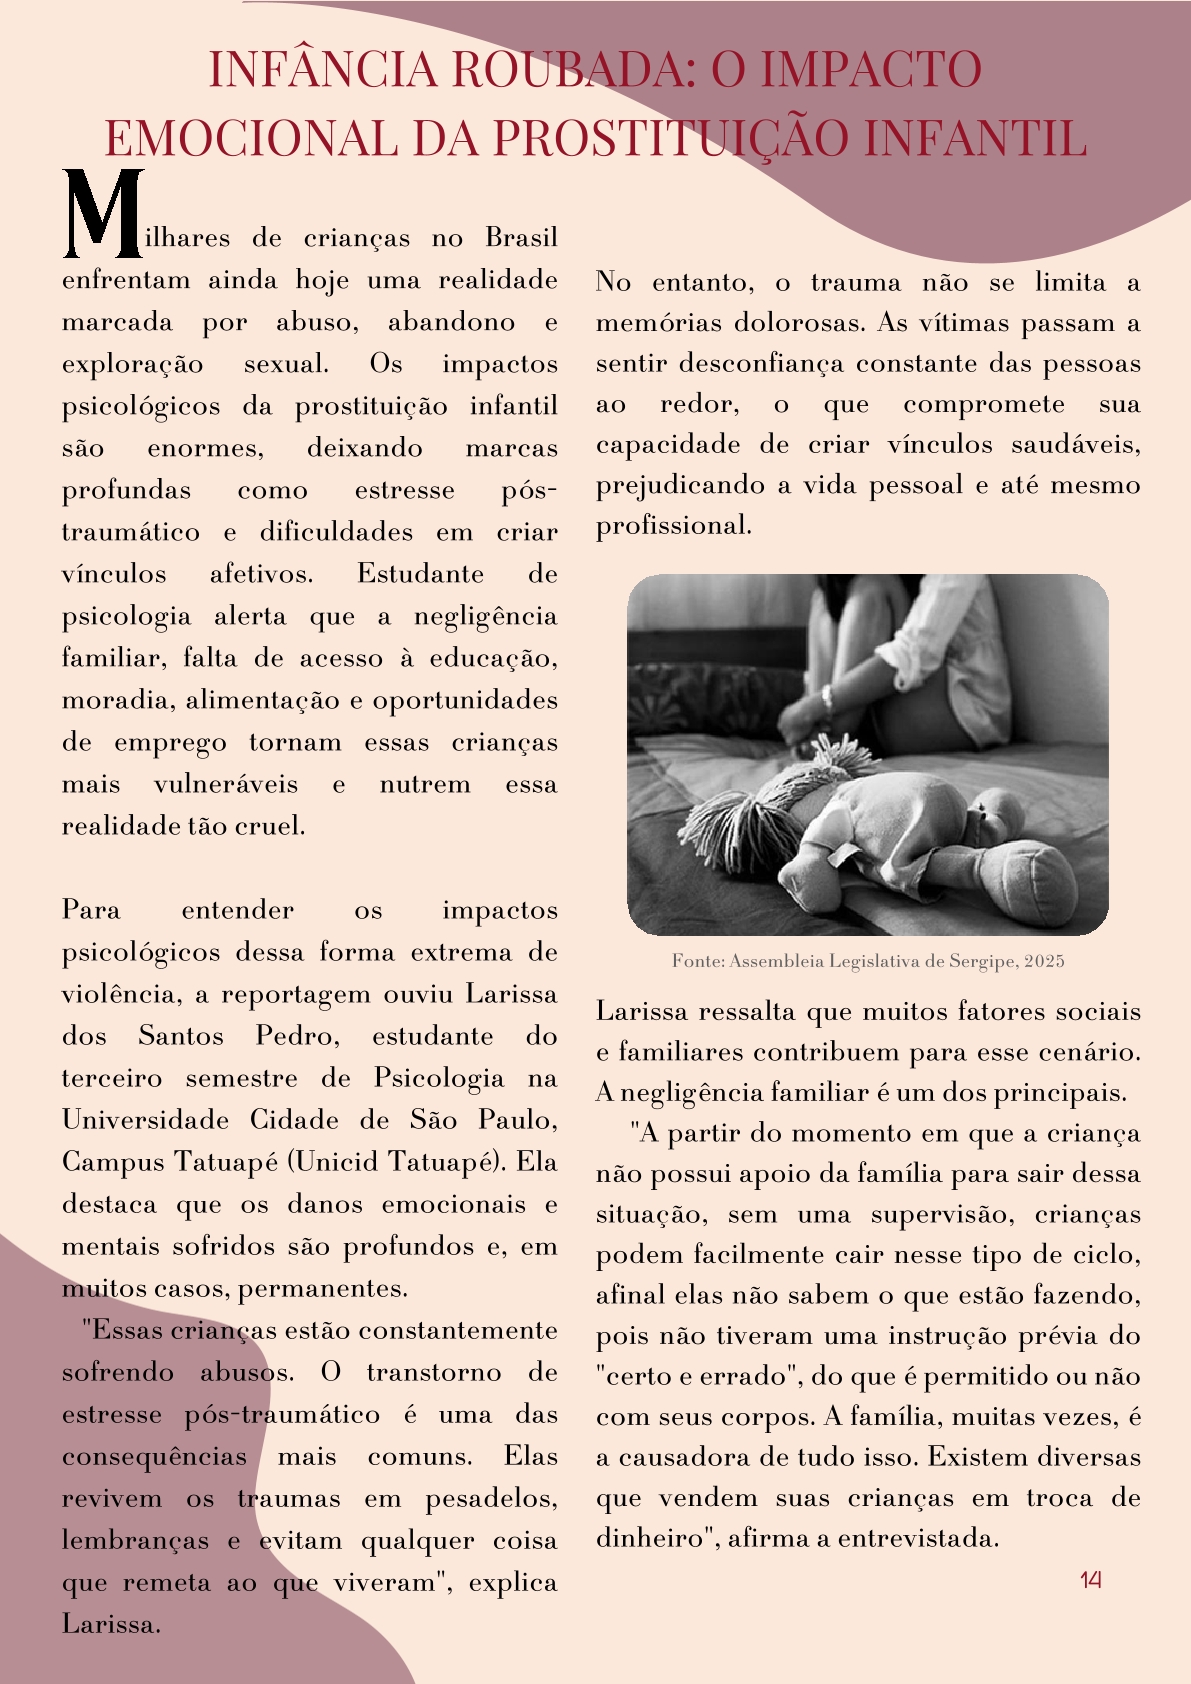 INFÂNCIA ROUBADA: O IMPACTO
EMOCIONAL DA PROSTITUIÇÃO INFANTIL
Milhares de crianças no Brasil
enfrentam ainda hoje uma realidade
marcada por abuso, abandono e
exploração sexual. Os impactos
psicológicos da prostituição infantil
são enormes, deixando marcas
profundas como estresse pós-
traumático e dificuldades em criar
vínculos afetivos. Estudante de
psicologia alerta que a negligência
familiar, falta de acesso à educação,
moradia, alimentação e oportunidades
de emprego tornam essas crianças
mais vulneráveis e nutrem essa
realidade tão cruel.
Para entender os impactos
psicológicos dessa forma extrema de
violência, a reportagem ouviu Larissa
dos Santos Pedro, estudante do
terceiro semestre de Psicologia na
Universidade Cidade de São Paulo,
Campus Tatuapé (Unicid Tatuapé). Ela
destaca que os danos emocionais e
mentais sofridos são profundos e, em
muitos casos, permanentes.
"Essas crianças estão constantemente
sofrendo abusos. O transtorno de
estresse pós-traumático é uma das
consequências mais comuns. Elas
revivem os traumas em pesadelos,
lembranças e evitam qualquer coisa
que remeta ao que viveram", explica
Larissa.
No entanto, o trauma não se limita a
memórias dolorosas. As vítimas passam a
sentir desconfiança constante das pessoas
ao redor, o que compromete sua
capacidade de criar vínculos saudáveis,
prejudicando a vida pessoal e até mesmo
profissional.
Fonte: Assembleia Legislativa de Sergipe, 2025
Larissa ressalta que muitos fatores sociais
e familiares contribuem para esse cenário.
A negligência familiar é um dos principais.
"A partir do momento em que a criança
não possui apoio da família para sair dessa
situação, sem uma supervisão, crianças
podem facilmente cair nesse tipo de ciclo,
afinal elas não sabem o que estão fazendo,
pois não tiveram uma instrução prévia do
"certo e errado", do que é permitido ou não
com seus corpos. A família, muitas vezes, é
a causadora de tudo isso. Existem diversas
que vendem suas crianças em troca de
dinheiro", afirma a entrevistada.
14